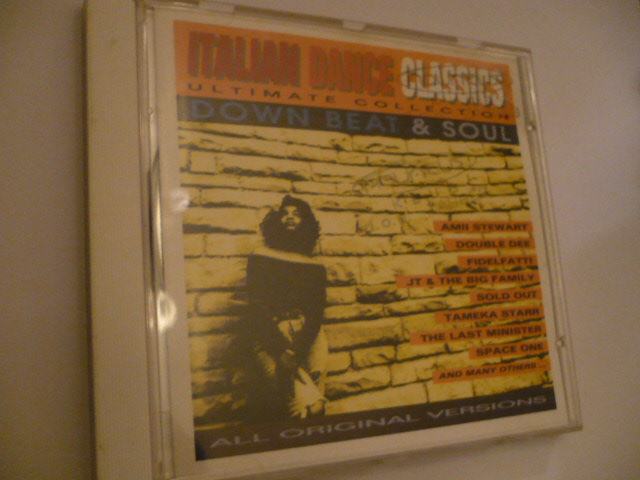 ITALIAN DANCE CLASSICS
ULTIMATE COLLECTION
DOWN BEAT & SOUL
AMII STEWART
DOUBLE DEE
FIDELFATTI
JT & THE BIG FAMILY
SOLD OUT
TAMEKA STARR
THE LAST MINISTER
SPACE ONE
AND MANY OTHERS...
ALL ORIGINAL VERSIONS